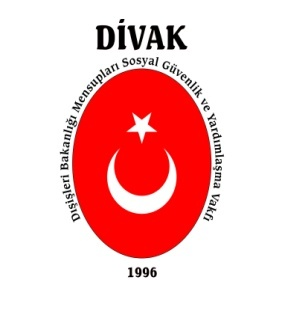 DİVAK
Dışişleri Bakanlığı Mensupları Sosyal Güvenlik ve Yardımlaşma Vakfı
1996